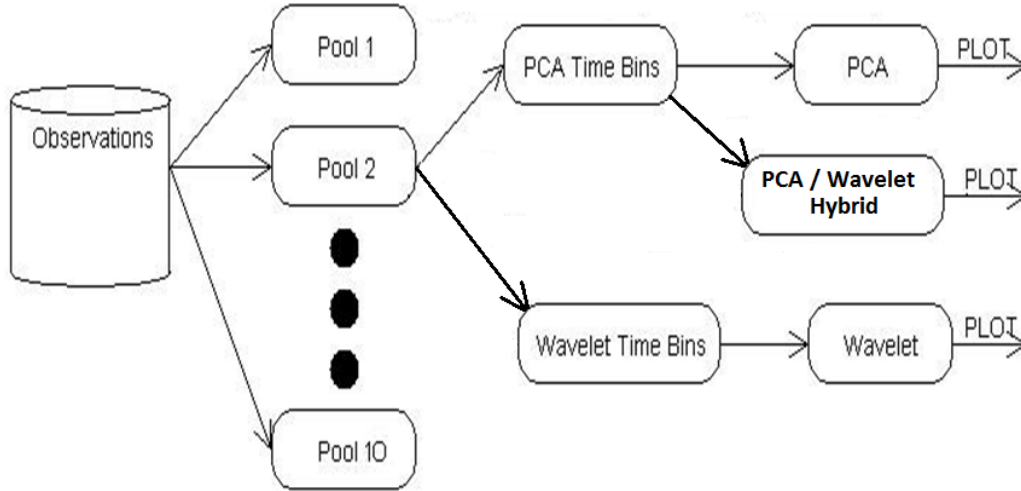 Observations
Pool 1
Pool 2
Pool 10
PCA Time Bins
PCA
PLOT
PCA / Wavelet
Hybrid
PLOT
Wavelet Time Bins
Wavelet
PLOT